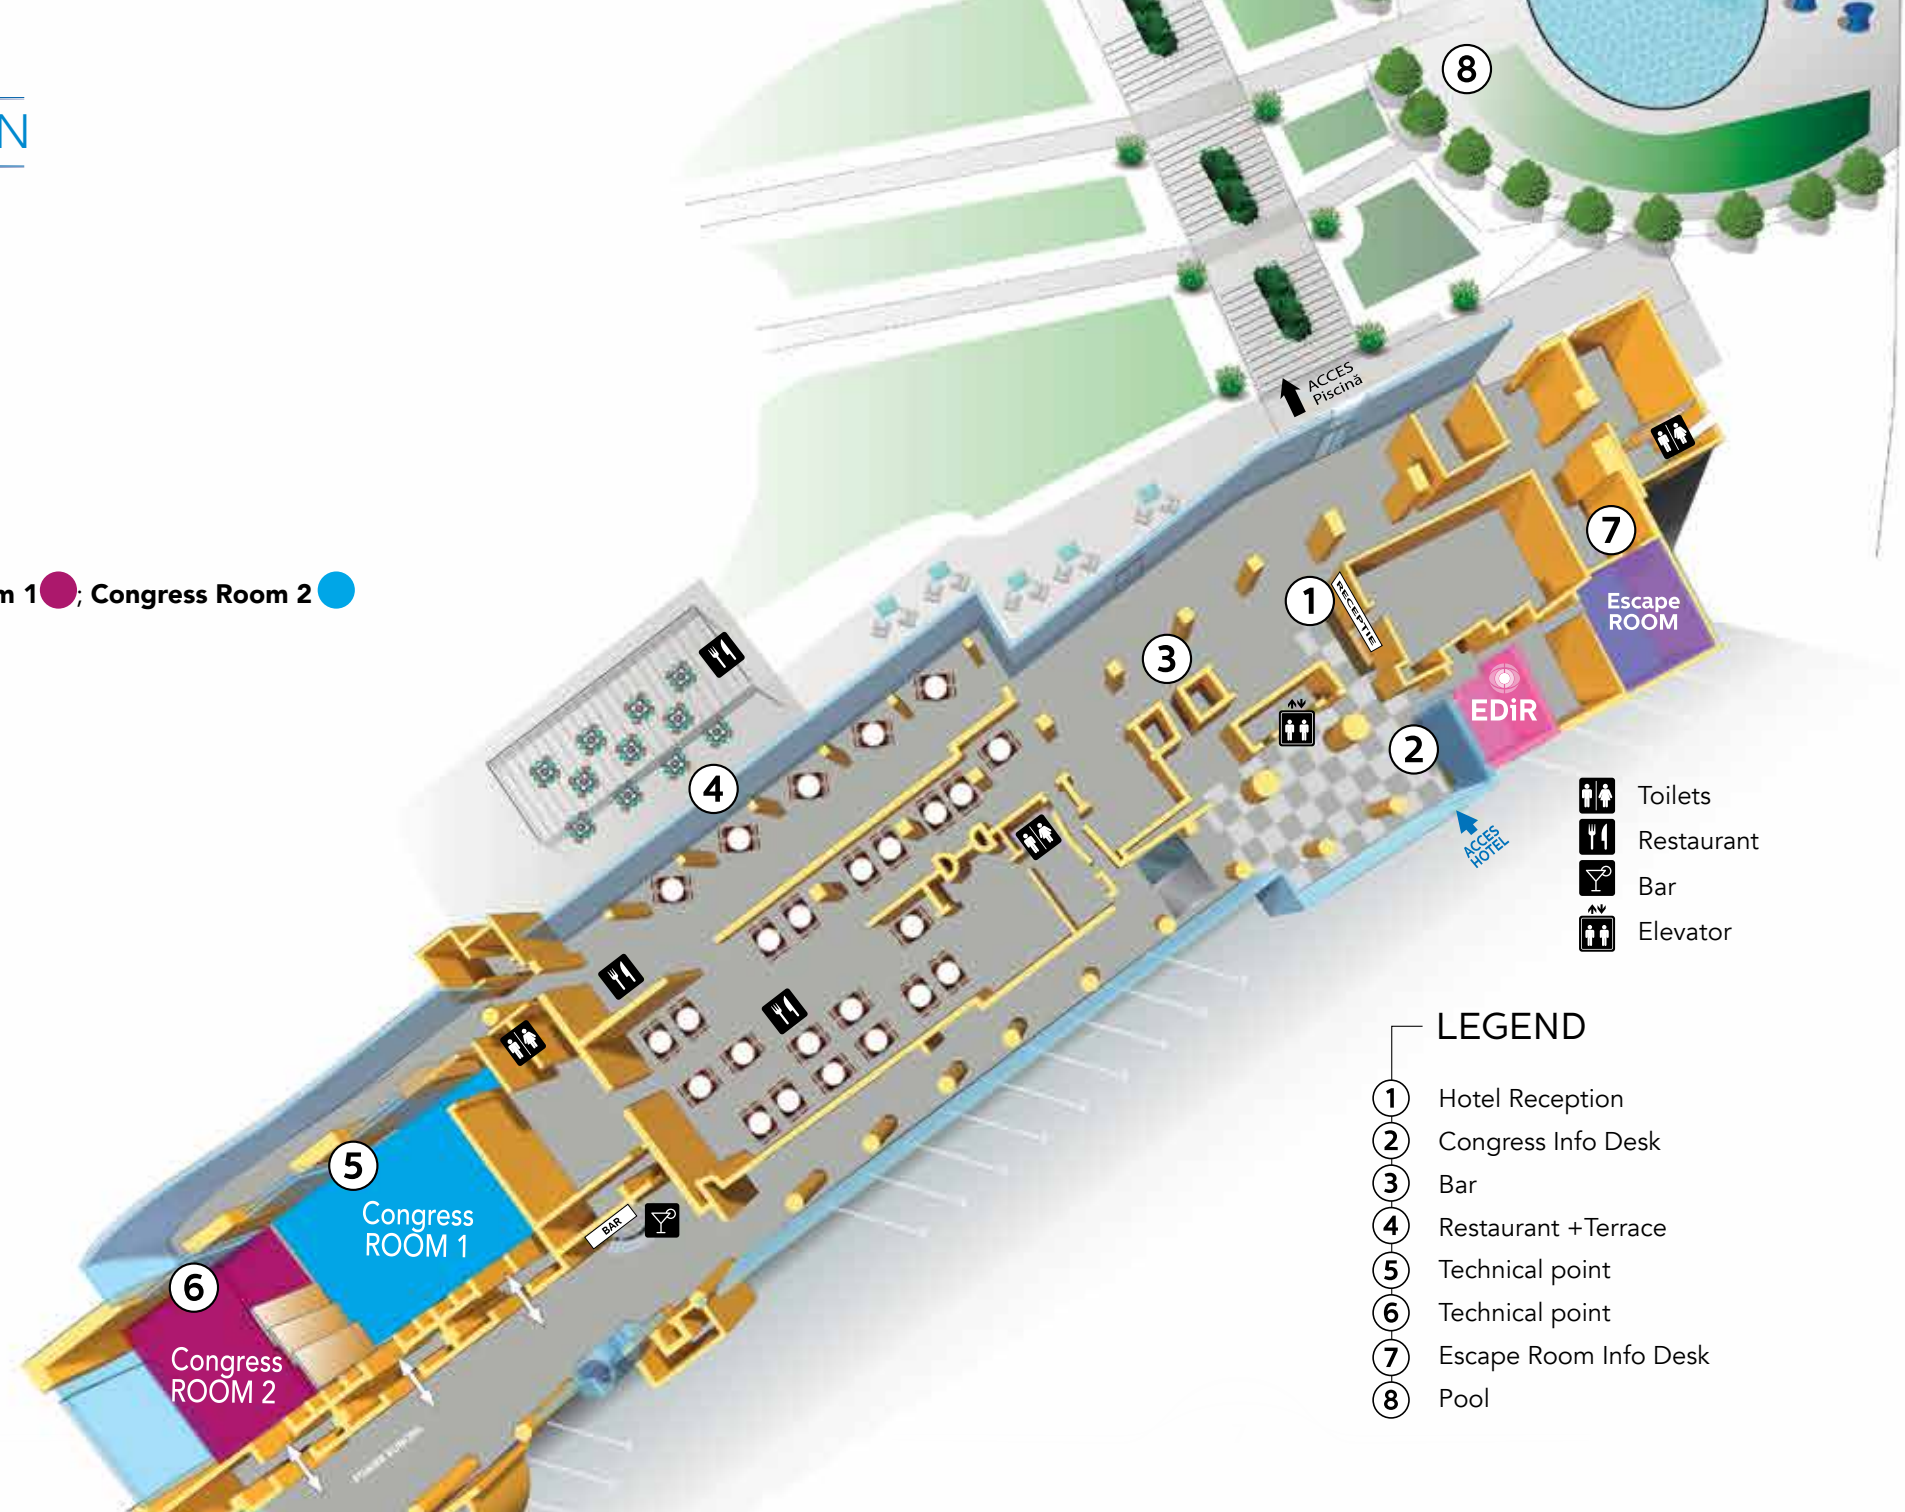 N
m 1 ; Congress Room 2
8
ACCES
Piscină
7
1
RECEPTIE
Escape
ROOM
3
EDiR
2
4
ACCES
HOTEL
Toilets
Restaurant
Bar
Elevator
5
Congress
ROOM 1
BAR
6
Congress
ROOM 2
LEGEND
1 Hotel Reception
2 Congress Info Desk
3 Bar
4 Restaurant +Terrace
5 Technical point
6 Technical point
7 Escape Room Info Desk
8 Pool